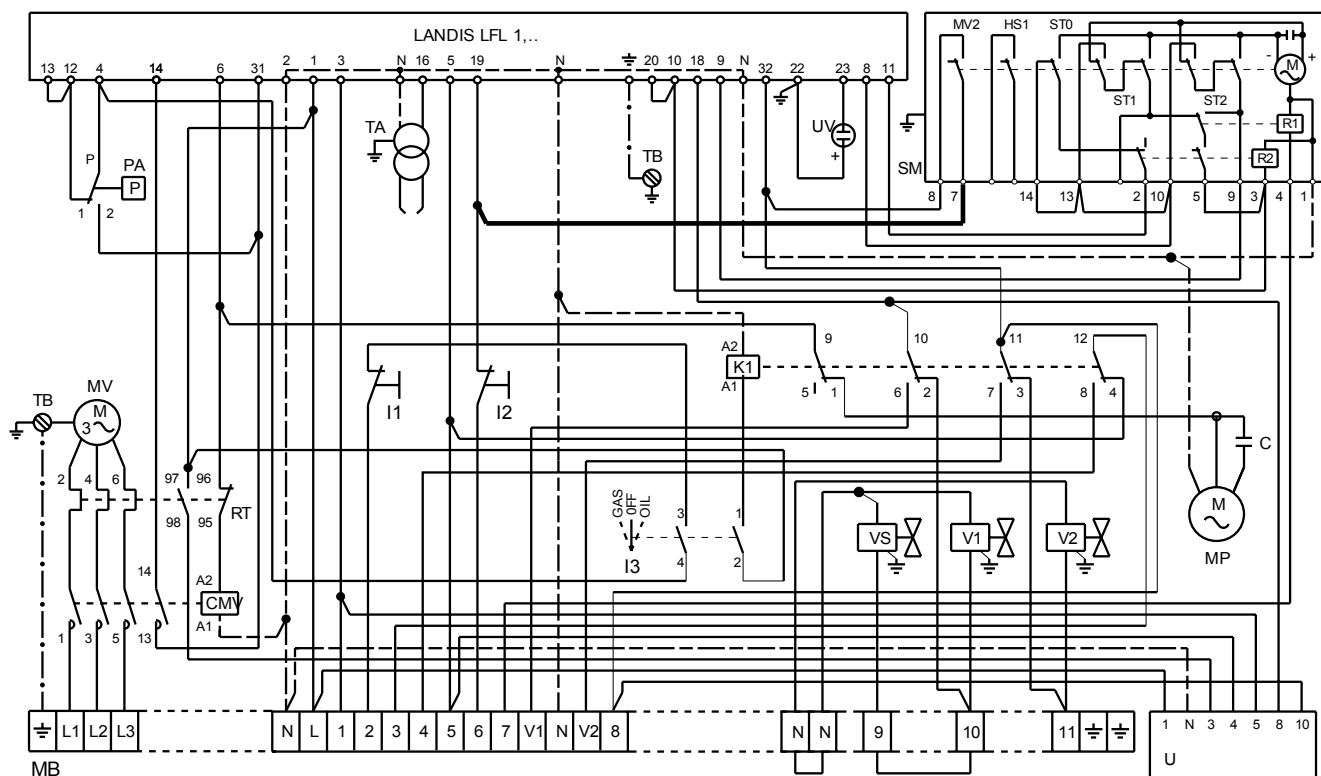 LANDIS LFL 1,..
MV2 HS1 ST0
13 12 4 14 6 31 2 1 3 N 16 5 19 N 20 10 18 9 N 32 22 23 8 11
- M +
ST1 ST2
TA
UV
+
R1
R2
P PA
P
TB
SM
1 2
8 7 14 13 2 10 5 9 3 4 1
9 10 11 12
A2
K1
A1
5 1 6 2 7 3 8 4
I1 I2
MV
TB
M
3
C
2 4 6 97 96
98 95 RT
GAS
OFF
OIL
3 1
I3 4 2
VS V1 V2
M
MP
14 A2
CMV
1 3 5 13 A1
L1 L2 L3 N L 1 2 3 4 5 6 7 V1 N V2 8 N N 9 10 11
1 N 3 4 5 8 10
U
MB